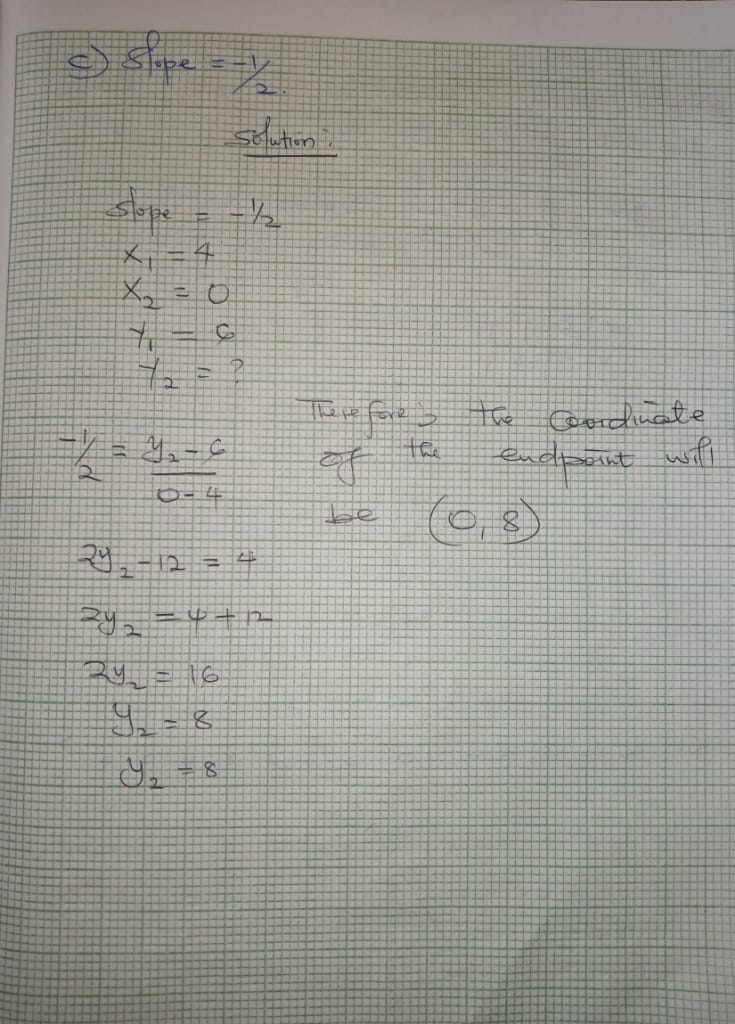 c) Slope = -1/2.
Solution:
Slope = -1/2
x₁ = 4
x₂ = 0
y₁ = 6
y₂ = ?
-1/2 = y₂ - 6 / 0 - 4
2y₂ - 12 = 4
2y₂ = 4 + 12
2y₂ = 16
y₂ = 8
y₂ = 8
Therefore, the coordinate
of the endpoint will
be (0, 8)